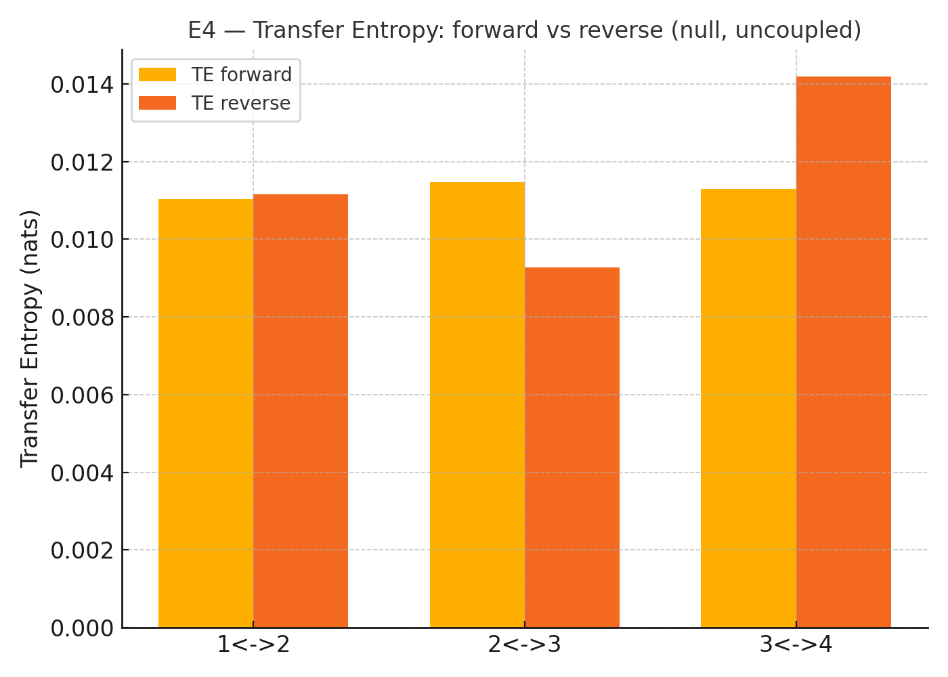 E4 — Transfer Entropy: forward vs reverse (null, uncoupled)
TE forward
TE reverse
Transfer Entropy (nats)
0.014
0.012
0.010
0.008
0.006
0.004
0.002
0.000
1<->2
2<->3
3<->4